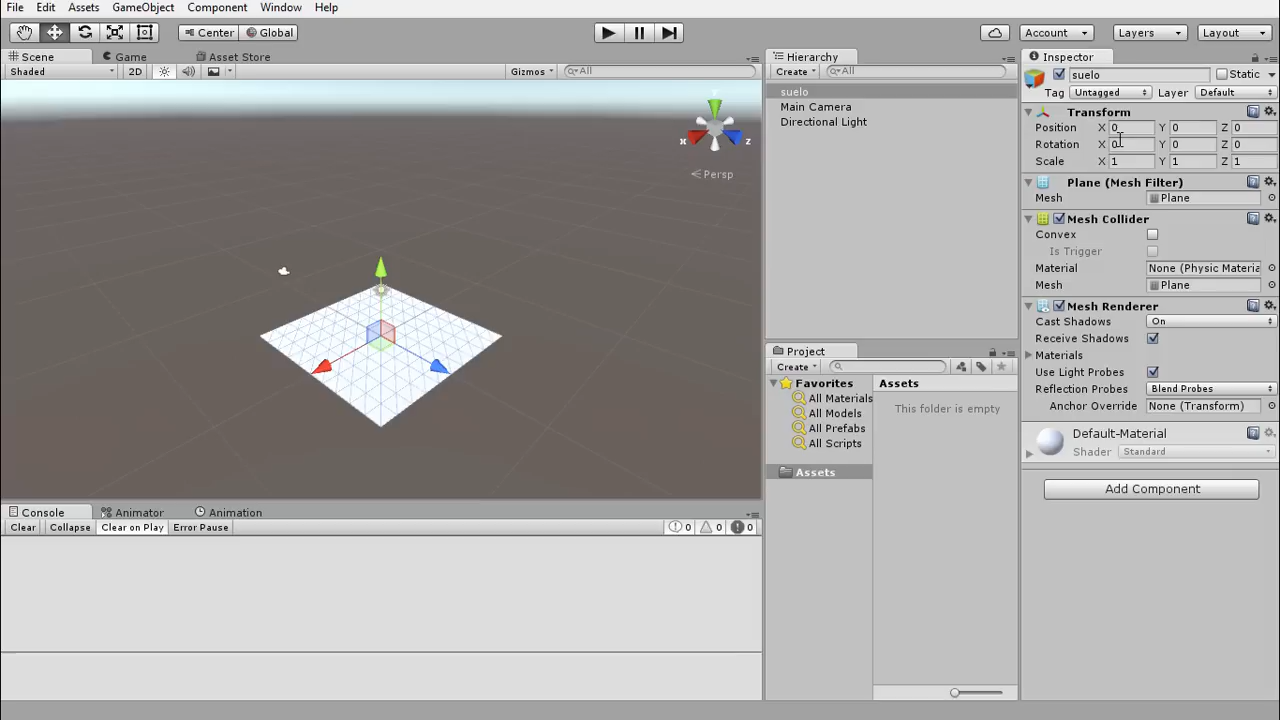 File Edit Assets GameObject Component Window Help
Center Global Account Layers Layout
Scene Game Asset Store
Shaded 2D Gizmos All
y
x z
Persp
Hierarchy
Create All
suelo
Main Camera
Directional Light
Project
Create
Favorites
All Materials
All Models
All Prefabs
All Scripts
Assets
Assets
This folder is empty
Inspector
suelo Static
Tag Untagged Layer Default
Transform
Position X 0 Y 0 Z 0
Rotation X 0 Y 0 Z 0
Scale X 1 Y 1 Z 1
Plane (Mesh Filter)
Mesh Plane
Mesh Collider
Convex
Is Trigger
Material None (Physic Materia
Mesh Plane
Mesh Renderer
Cast Shadows On
Receive Shadows
Materials
Use Light Probes
Reflection Probes Blend Probes
Anchor Override None (Transform)
Default-Material
Shader Standard
Add Component
Console Animator Animation
Clear Collapse Clear on Play Error Pause 0 0 0